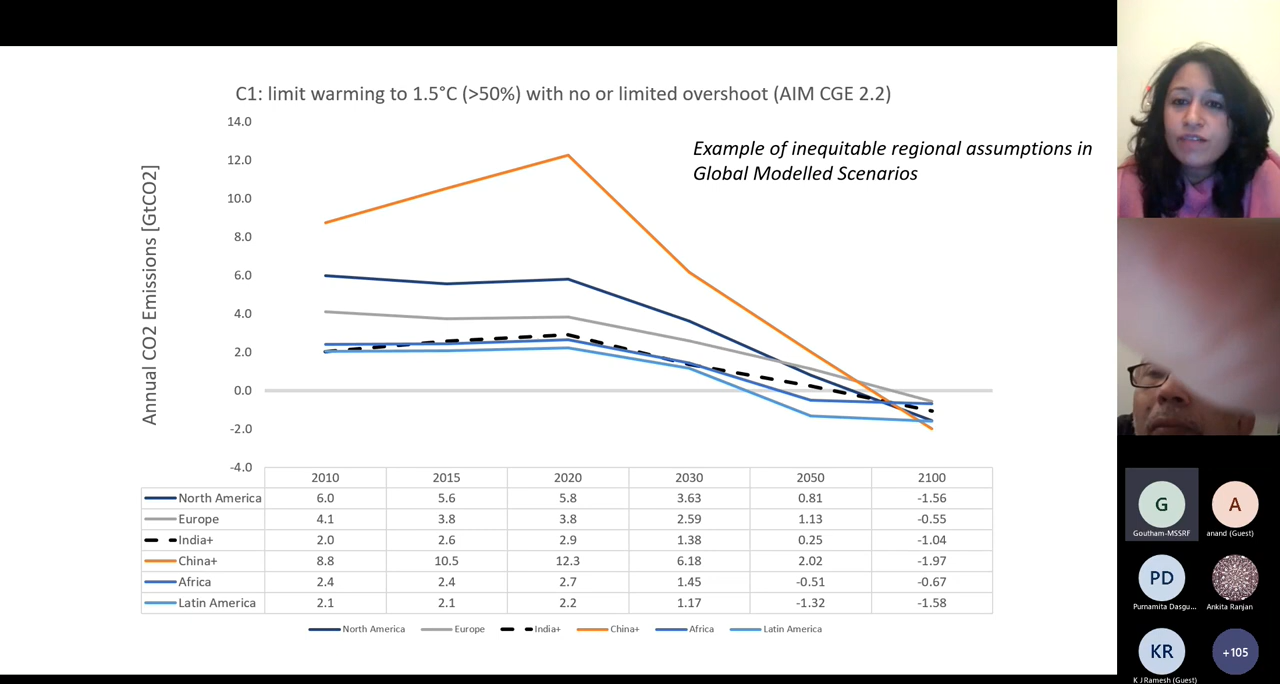 C1: limit warming to 1.5°C (>50%) with no or limited overshoot (AIM CGE 2.2)
Example of inequitable regional assumptions in
Global Modelled Scenarios
Annual CO2 Emissions [GtCO2]
14.0
12.0
10.0
8.0
6.0
4.0
2.0
0.0
-2.0
-4.0
2010 2015 2020 2030 2050 2100
North America 6.0 5.6 5.8 3.63 0.81 -1.56
Europe 4.1 3.8 3.8 2.59 1.13 -0.55
India+ 2.0 2.6 2.9 1.38 0.25 -1.04
China+ 8.8 10.5 12.3 6.18 2.02 -1.97
Africa 2.4 2.4 2.7 1.45 -0.51 -0.67
Latin America 2.1 2.1 2.2 1.17 -1.32 -1.58
North America Europe India+ China+ Africa Latin America
G A
Goutham-MSSRF anand (Guest)
PD
Purnamita Dasgu... Ankita Ranjan
KR +105
K J Ramesh (Guest)